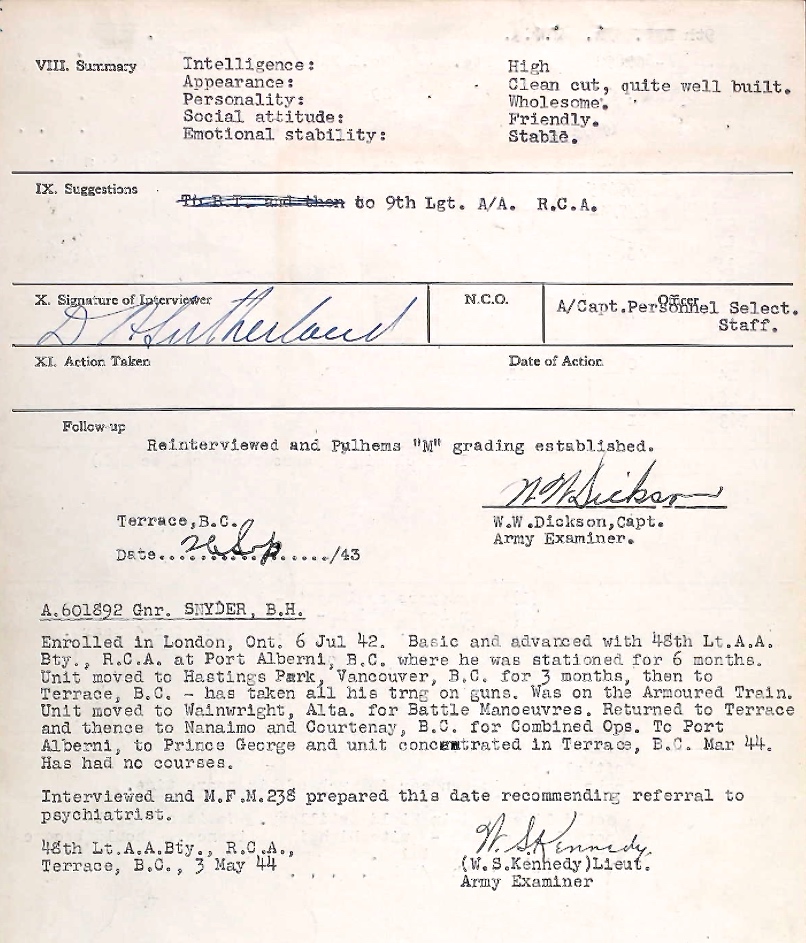 VIII. Summary
Intelligence: High
Appearance: Clean cut, quite well built.
Personality: Wholesome.
Social attitude: Friendly.
Emotional stability: Stable.
IX. Suggestions
To B.T. and then to 9th Lgt. A/A. R.C.A.
X. Signature of Interviewer
D Sutherland
N.C.O.
Officer
A/Capt.Personnel Select.
Staff.
XI. Action Taken
Date of Action
Follow-up
Reinterviewed and Pulhems "M" grading established.
W W Dickson
Terrace,B.C.
W.W.Dickson,Capt.
Army Examiner.
Date..26 Sep....../43
A.601892 Gnr. SNYDER, B.H.
Enrolled in London, Ont. 6 Jul 42. Basic and advanced with 48th Lt.A.A.
Bty., R.C.A. at Port Alberni, B.C. where he was stationed for 6 months.
Unit moved to Hastings Park, Vancouver, B.C. for 3 months, then to
Terrace, B.C. - has taken all his trng on guns. Was on the Armoured Train.
Unit moved to Wainwright, Alta. for Battle Manoeuvres. Returned to Terrace
and thence to Nanaimo and Courtenay, B.C. for Combined Ops. To Port
Alberni, to Prince George and unit concentrated in Terrace, B.C. Mar 44.
Has had no courses.
Interviewed and M.F.M.238 prepared this date recommending referral to
psychiatrist.
W. S Kennedy
48th Lt.A.A.Bty., R.C.A.,
Terrace, B.C., 3 May 44
(W.S.Kennedy)Lieut.
Army Examiner